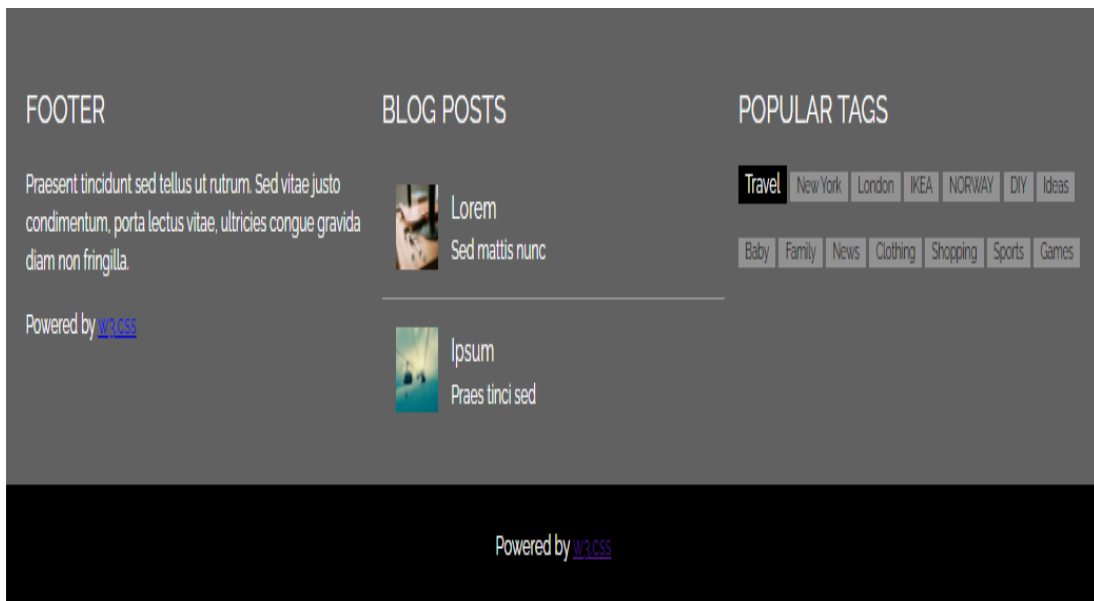 FOOTER
Praesent tincidunt sed tellus ut rutrum. Sed vitae justo
condimentum, porta lectus vitae, ultricies congue gravida
diam non fringilla.
Powered by w3.css
BLOG POSTS
Lorem
Sed mattis nunc
Ipsum
Praes tinci sed
POPULAR TAGS
Travel New York London IKEA NORWAY DIY Ideas
Baby Family News Clothing Shopping Sports Games
Powered by w3.css